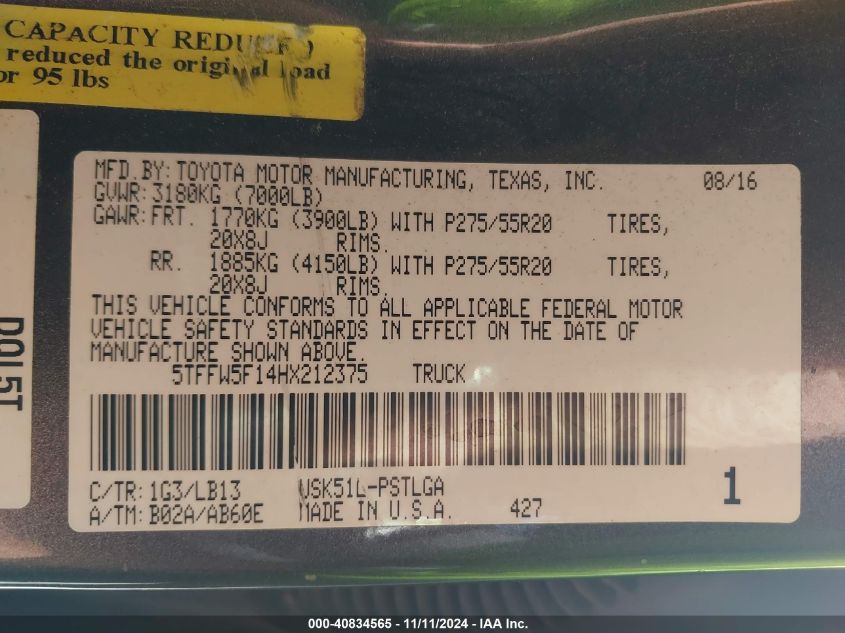 CAPACITY REDUCED
reduced the original load
or 95 lbs
MFD.BY: TOYOTA MOTOR MANUFACTURING, TEXAS, INC. 08/16
GVWR: 3180KG (7000LB)
GAWR: FRT. 1770KG (3900LB) WITH P275/55R20 TIRES,
20X8J RIMS.
RR. 1885KG (4150LB) WITH P275/55R20 TIRES,
20X8J RIMS.
THIS VEHICLE CONFORMS TO ALL APPLICABLE FEDERAL MOTOR
VEHICLE SAFETY STANDARDS IN EFFECT ON THE DATE OF
MANUFACTURE SHOWN ABOVE.
5TFFW5F14HX212375 TRUCK
C/TR: 1G3/LB13 USK51L-PSTLGA
A/TM: B02A/AB60E MADE IN U.S.A. 427
1
000-40834565 - 11/11/2024 - IAA Inc.